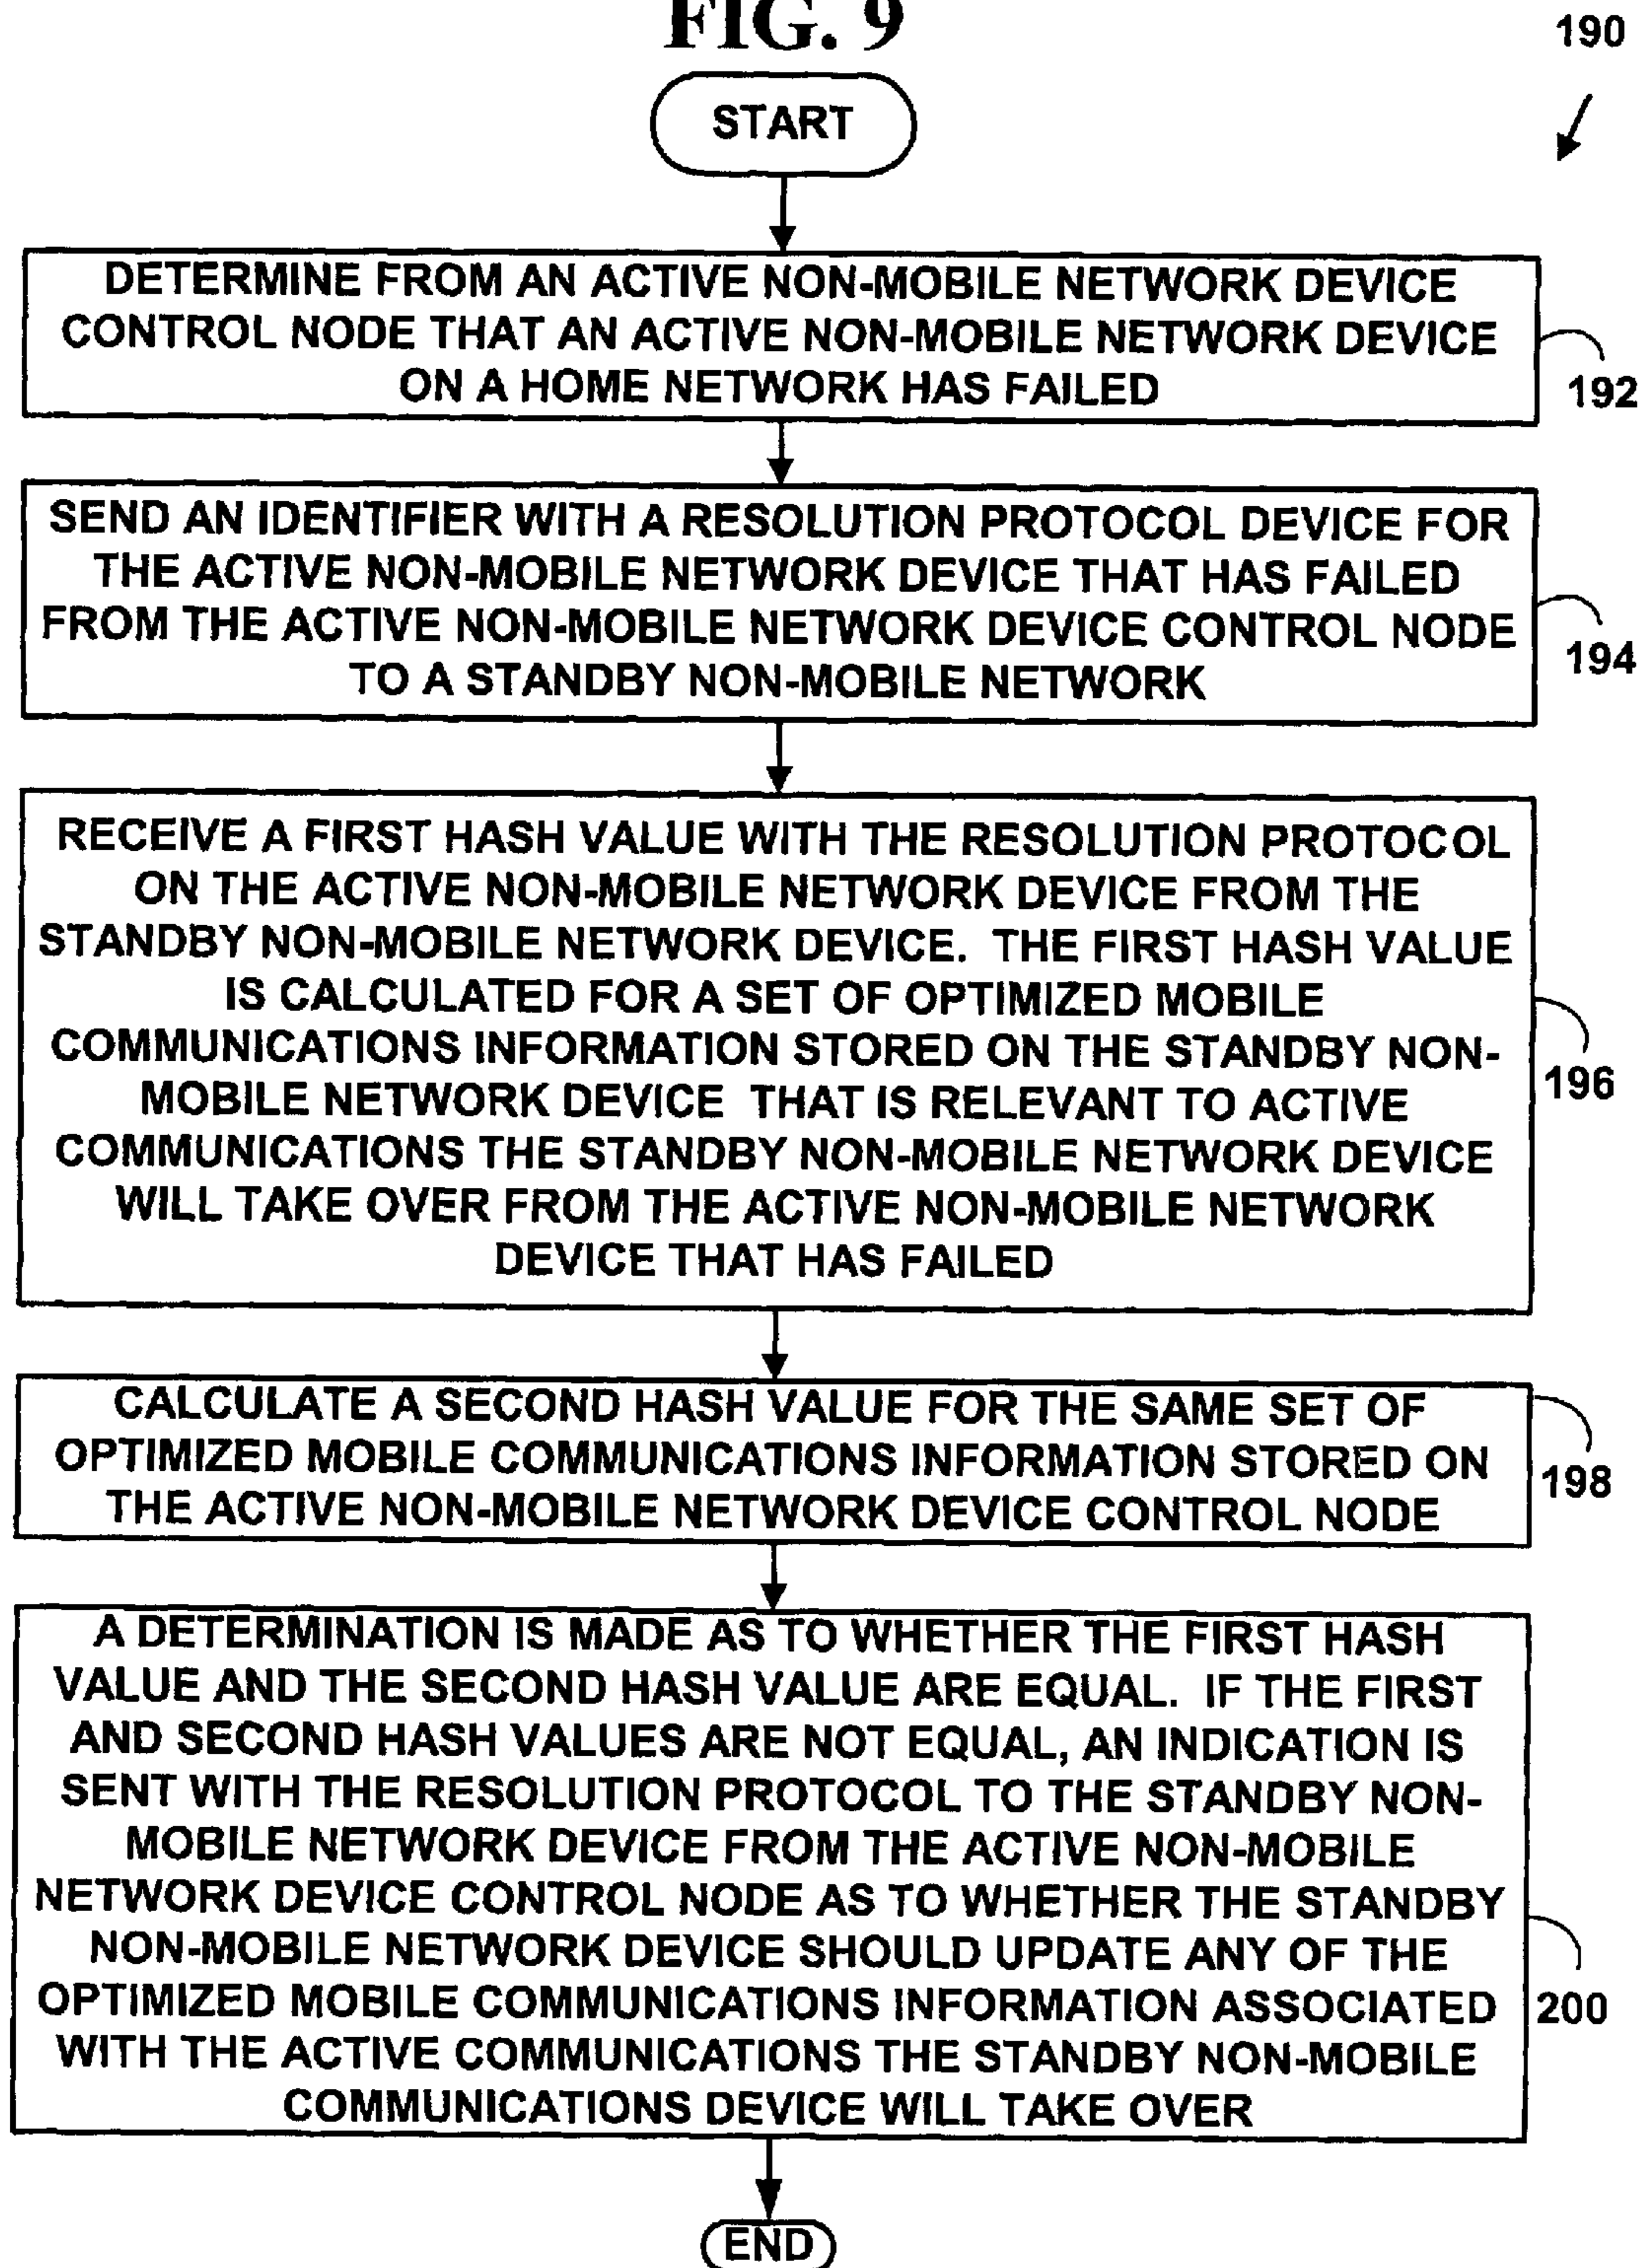 FIG. 9
190
START
DETERMINE FROM AN ACTIVE NON-MOBILE NETWORK DEVICE
CONTROL NODE THAT AN ACTIVE NON-MOBILE NETWORK DEVICE
ON A HOME NETWORK HAS FAILED
192
SEND AN IDENTIFIER WITH A RESOLUTION PROTOCOL DEVICE FOR
THE ACTIVE NON-MOBILE NETWORK DEVICE THAT HAS FAILED
FROM THE ACTIVE NON-MOBILE NETWORK DEVICE CONTROL NODE
TO A STANDBY NON-MOBILE NETWORK
194
RECEIVE A FIRST HASH VALUE WITH THE RESOLUTION PROTOCOL
ON THE ACTIVE NON-MOBILE NETWORK DEVICE FROM THE
STANDBY NON-MOBILE NETWORK DEVICE. THE FIRST HASH VALUE
IS CALCULATED FOR A SET OF OPTIMIZED MOBILE
COMMUNICATIONS INFORMATION STORED ON THE STANDBY NON-
MOBILE NETWORK DEVICE THAT IS RELEVANT TO ACTIVE
COMMUNICATIONS THE STANDBY NON-MOBILE NETWORK DEVICE
WILL TAKE OVER FROM THE ACTIVE NON-MOBILE NETWORK
DEVICE THAT HAS FAILED
196
CALCULATE A SECOND HASH VALUE FOR THE SAME SET OF
OPTIMIZED MOBILE COMMUNICATIONS INFORMATION STORED ON
THE ACTIVE NON-MOBILE NETWORK DEVICE CONTROL NODE
198
A DETERMINATION IS MADE AS TO WHETHER THE FIRST HASH
VALUE AND THE SECOND HASH VALUE ARE EQUAL. IF THE FIRST
AND SECOND HASH VALUES ARE NOT EQUAL, AN INDICATION IS
SENT WITH THE RESOLUTION PROTOCOL TO THE STANDBY NON-
MOBILE NETWORK DEVICE FROM THE ACTIVE NON-MOBILE
NETWORK DEVICE CONTROL NODE AS TO WHETHER THE STANDBY
NON-MOBILE NETWORK DEVICE SHOULD UPDATE ANY OF THE
OPTIMIZED MOBILE COMMUNICATIONS INFORMATION ASSOCIATED
WITH THE ACTIVE COMMUNICATIONS THE STANDBY NON-MOBILE
COMMUNICATIONS DEVICE WILL TAKE OVER
200
END